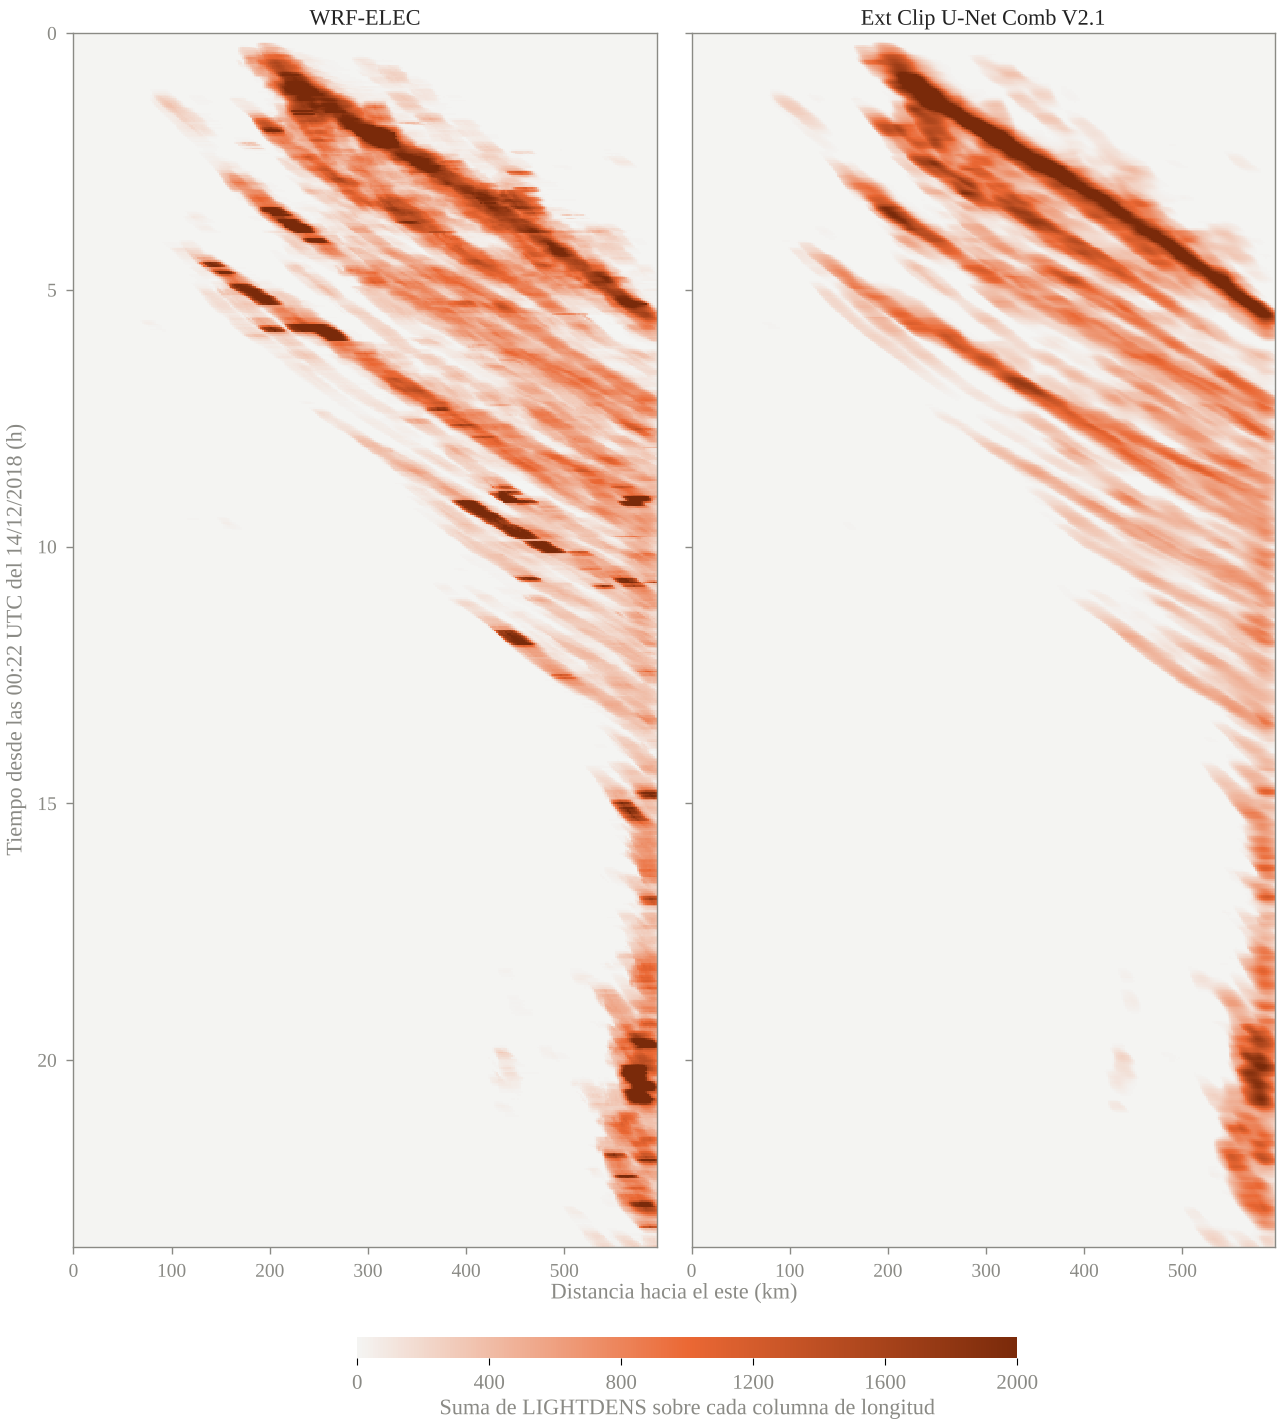 WRF-ELEC
Ext Clip U-Net Comb V2.1
0
5
10
15
20
Tiempo desde las 00:22 UTC del 14/12/2018 (h)
0 100 200 300 400 500
0 100 200 300 400 500
Distancia hacia el este (km)
0 400 800 1200 1600 2000
Suma de LIGHTDENS sobre cada columna de longitud